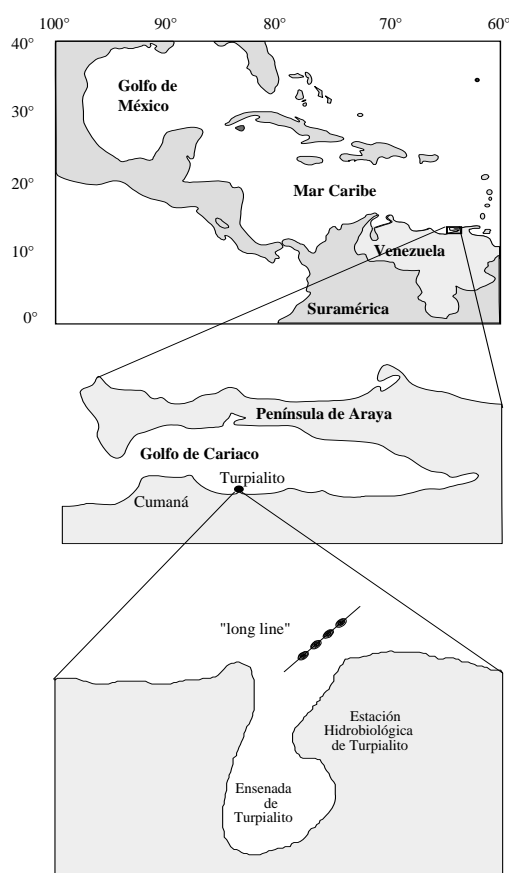 100°
90°
80°
70°
60°
40°
30°
20°
10°
0°
Golfo de
México
Mar Caribe
Venezuela
Suramérica
Península de Araya
Golfo de Cariaco
Turpialito
Cumaná
"long line"
Estación
Hidrobiológica
de Turpialito
Ensenada
de
Turpialito